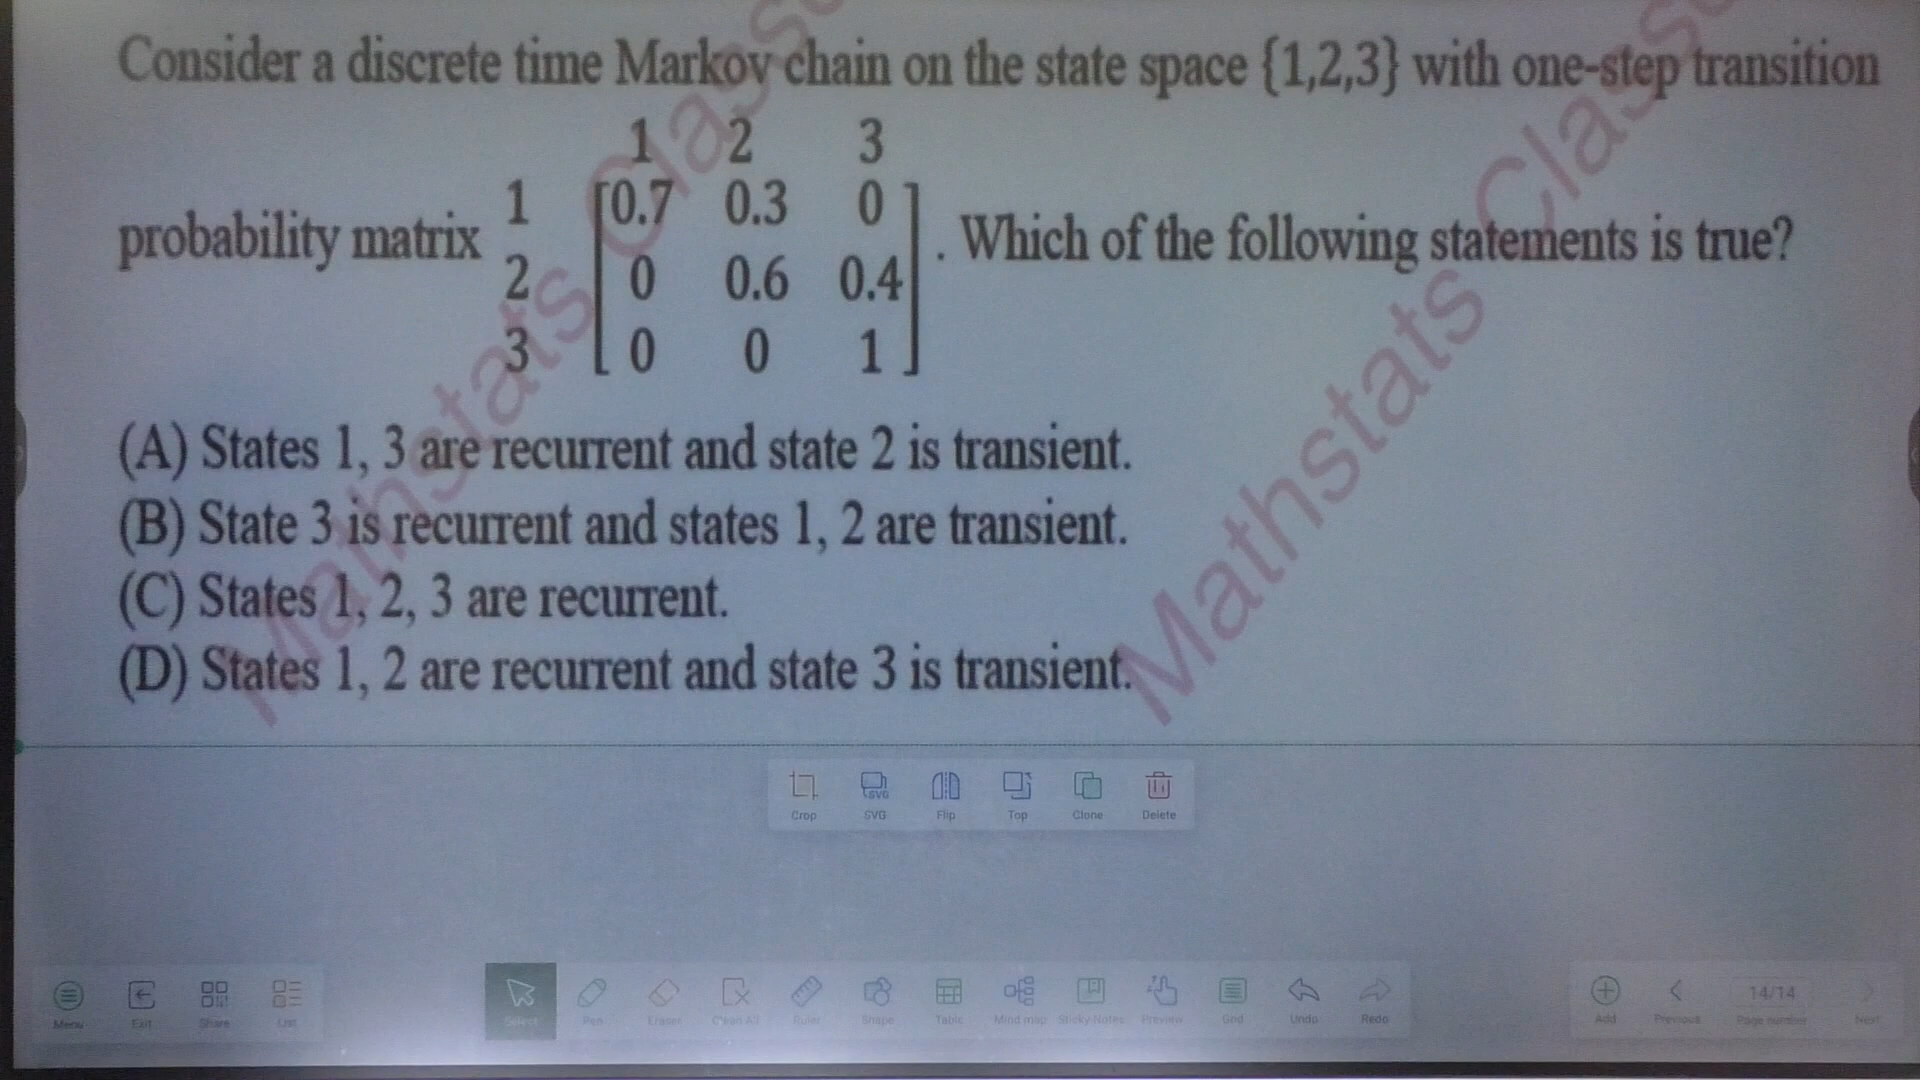 Consider a discrete time Markov chain on the state space {1,2,3} with one-step transition
1 2 3
probability matrix
1 [0.7 0.3 0
2 0 0.6 0.4
3 0 0 1 ]
. Which of the following statements is true?
(A) States 1, 3 are recurrent and state 2 is transient.
(B) State 3 is recurrent and states 1, 2 are transient.
(C) States 1, 2, 3 are recurrent.
(D) States 1, 2 are recurrent and state 3 is transient.
Mathstats Class
Mathstats Class
Crop SVG Flip Top Clone Delete
Menu Exit Share List Select Pen Eraser Clean All Ruler Shape Table Mind map Sticky Notes Undo Redo Add Previous Page number Next
14/14